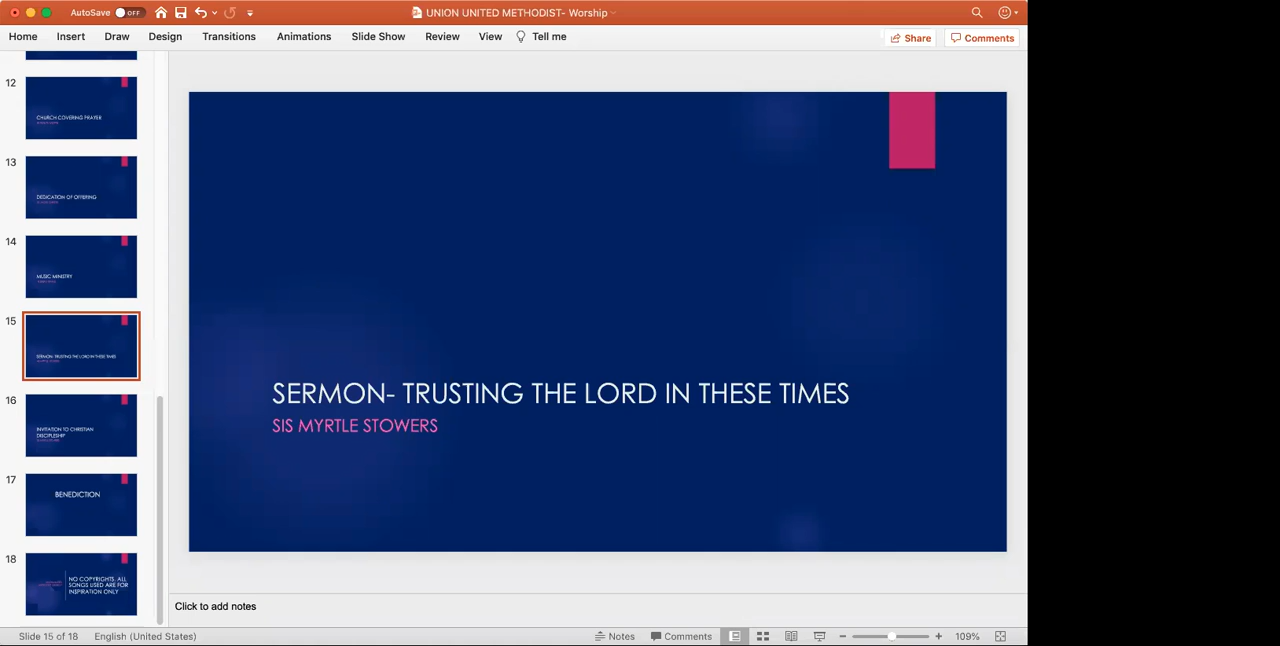 AutoSave OFF
UNION UNITED METHODIST- Worship
Home Insert Draw Design Transitions Animations Slide Show Review View Tell me
Share Comments
12
CHURCH COVERING PRAYER
13
DEDICATION OF OFFERING
14
MUSIC MINISTRY
15
SERMON- TRUSTING THE LORD IN THESE TIMES
16
INVITATION TO CHRISTIAN
DISCIPLESHIP
17
BENEDICTION
18
NO COPYRIGHTS. ALL
SONGS USED ARE FOR
INSPIRATION ONLY
SERMON- TRUSTING THE LORD IN THESE TIMES
SIS MYRTLE STOWERS
Click to add notes
Slide 15 of 18 English (United States) Notes Comments 109%